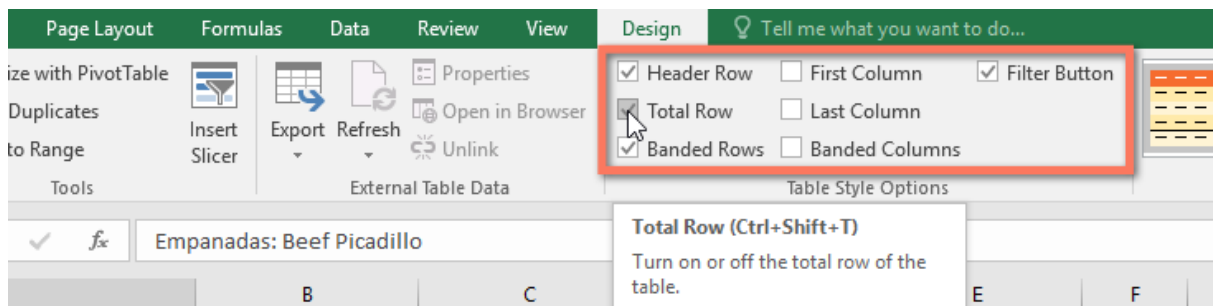 Page Layout Formulas Data Review View Design Tell me what you want to do...
ize with PivotTable
Duplicates
to Range
Tools
Insert
Slicer
Export
Refresh
Properties
Open in Browser
Unlink
External Table Data
Header Row First Column Filter Button
Total Row Last Column
Banded Rows Banded Columns
Table Style Options
fx Empanadas: Beef Picadillo
Total Row (Ctrl+Shift+T)
Turn on or off the total row of the
table.
B C E F